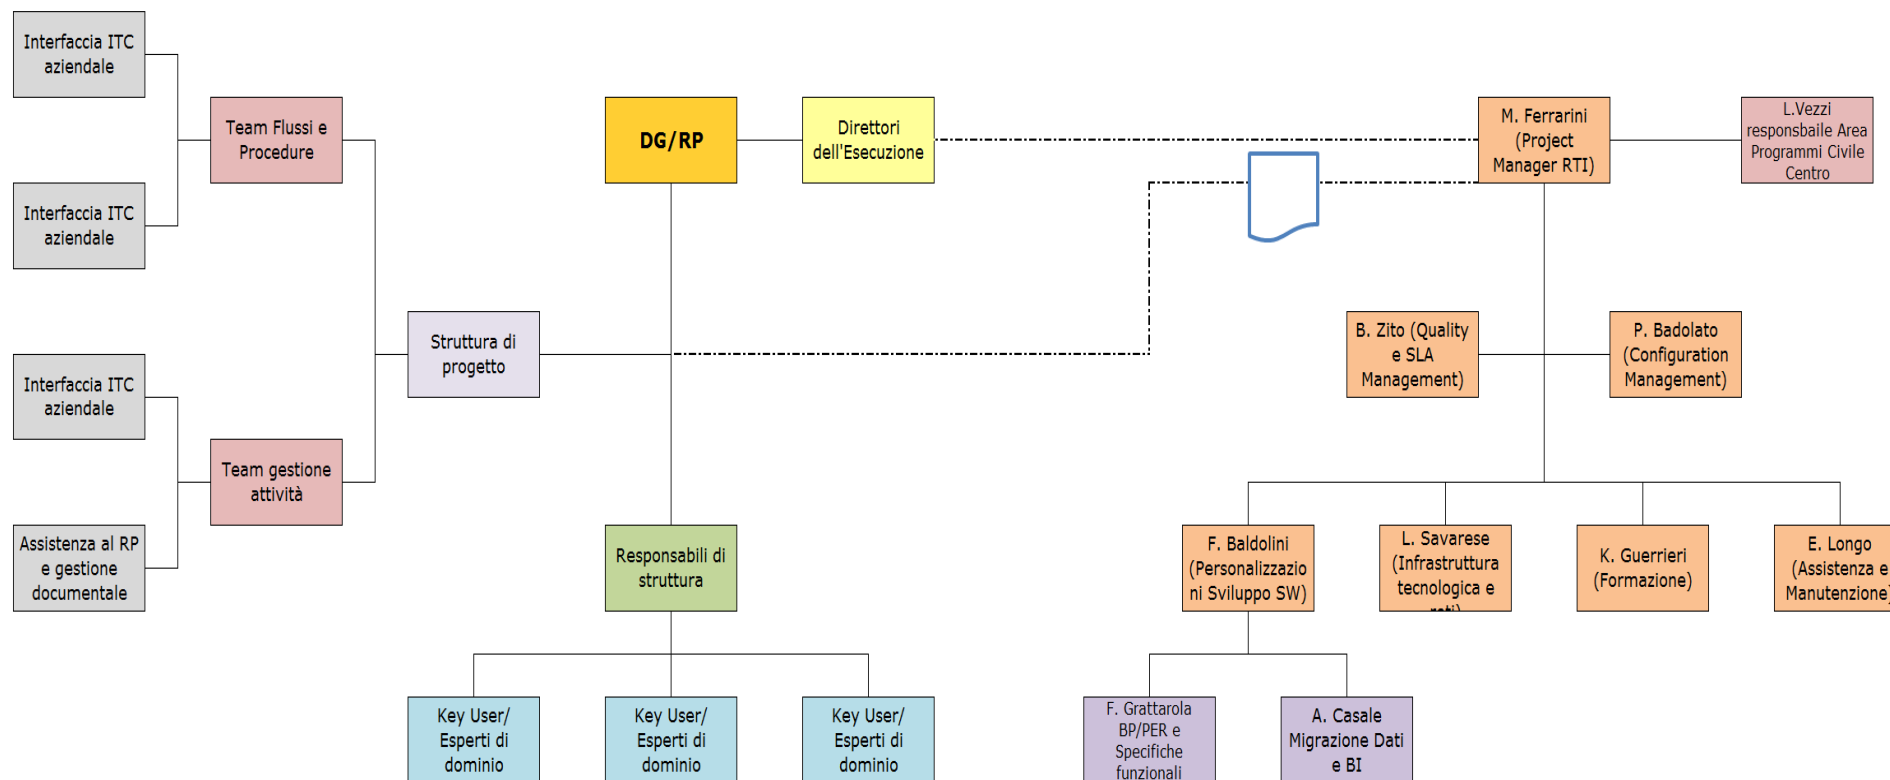 Interfaccia ITC
aziendale
Team Flussi e
Procedure
Interfaccia ITC
aziendale
DG/RP
Direttori
dell'Esecuzione
M. Ferrarini
(Project
Manager RTI)
L.Vezzi
responsbaile Area
Programmi Civile
Centro
Struttura di
progetto
B. Zito (Quality
e SLA
Management)
P. Badolato
(Configuration
Management)
Interfaccia ITC
aziendale
Team gestione
attività
Assistenza al RP
e gestione
documentale
Responsabili di
struttura
F. Baldolini
(Personalizzazio
ni Sviluppo SW)
L. Savarese
(Infrastruttura
tecnologica e
reti)
K. Guerrieri
(Formazione)
E. Longo
(Assistenza e
Manutenzione)
Key User/
Esperti di
dominio
Key User/
Esperti di
dominio
Key User/
Esperti di
dominio
F. Grattarola
BP/PER e
Specifiche
funzionali
A. Casale
Migrazione Dati
e BI